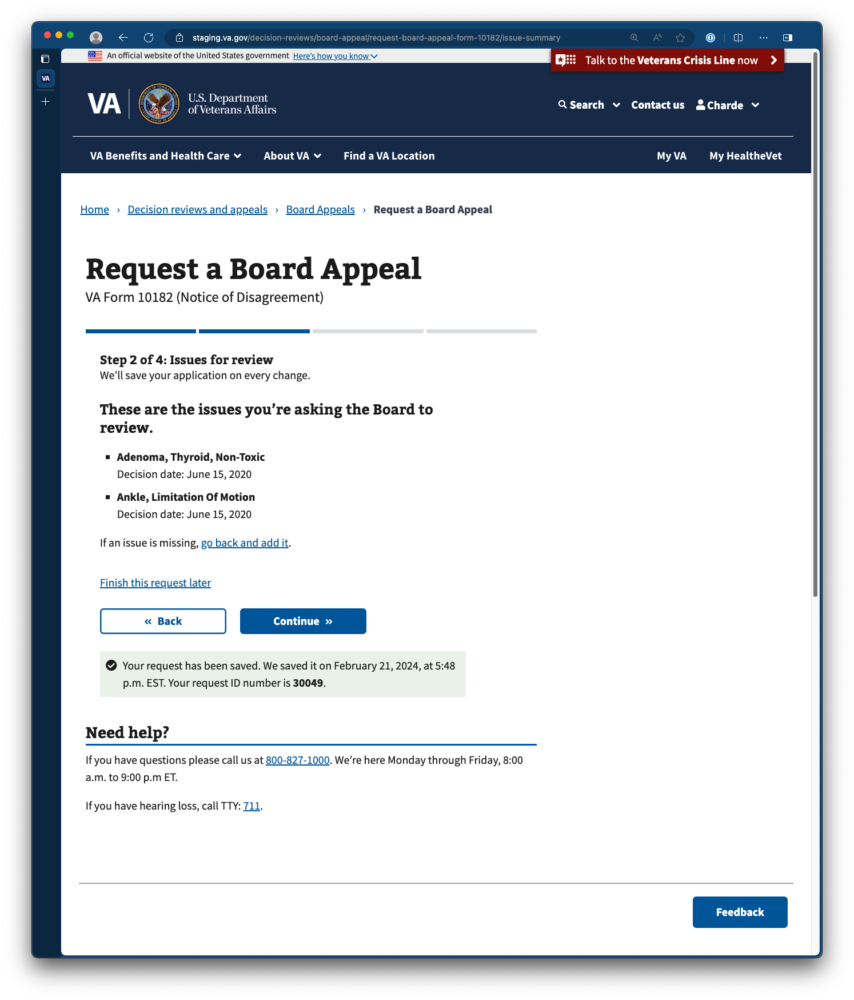 staging.va.gov/decision-reviews/board-appeal/request-board-appeal-form-10182/issue-summary
An official website of the United States government Here's how you know
Talk to the Veterans Crisis Line now
VA
VA
U.S. Department
of Veterans Affairs
Search
Contact us
Charde
VA Benefits and Health Care
About VA
Find a VA Location
My VA
My HealtheVet
Home › Decision reviews and appeals › Board Appeals › Request a Board Appeal
Request a Board Appeal
VA Form 10182 (Notice of Disagreement)
Step 2 of 4: Issues for review
We’ll save your application on every change.
These are the issues you’re asking the Board to
review.
Adenoma, Thyroid, Non-Toxic
Decision date: June 15, 2020
Ankle, Limitation Of Motion
Decision date: June 15, 2020
If an issue is missing, go back and add it.
Finish this request later
« Back
Continue »
Your request has been saved. We saved it on February 21, 2024, at 5:48
p.m. EST. Your request ID number is 30049.
Need help?
If you have questions please call us at 800-827-1000. We’re here Monday through Friday, 8:00
a.m. to 9:00 p.m ET.
If you have hearing loss, call TTY: 711.
Feedback